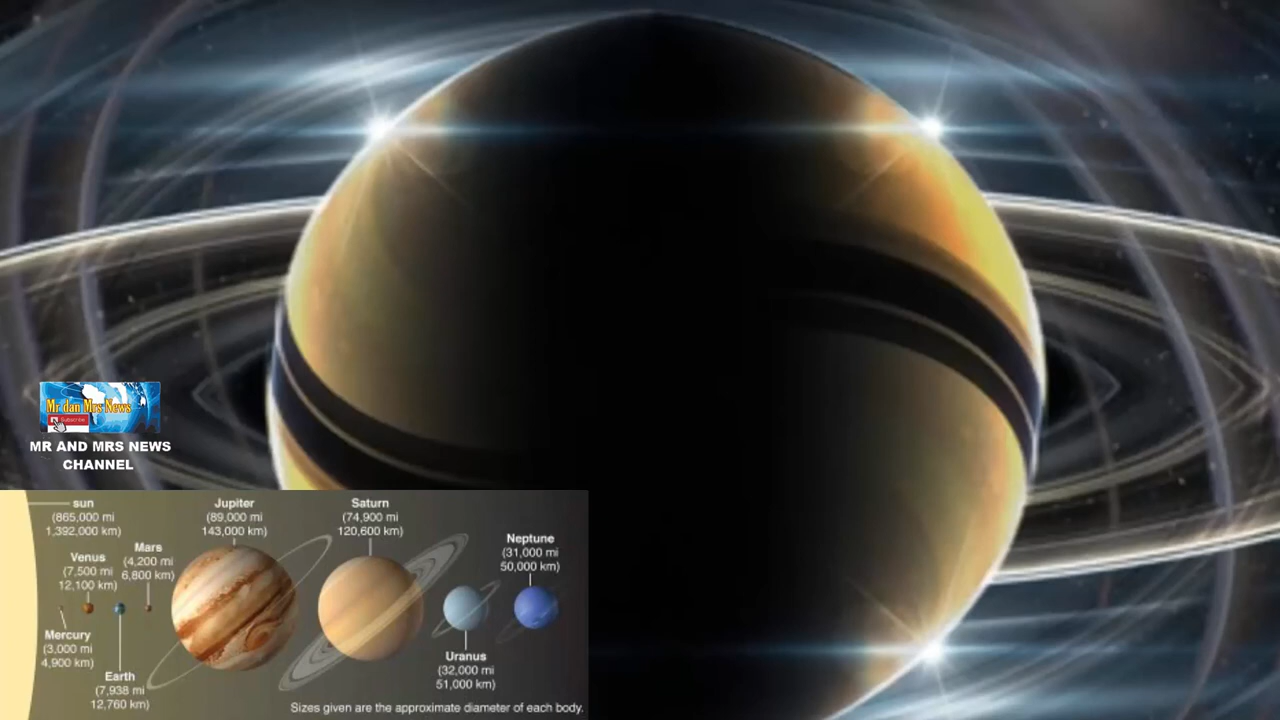 Mr dan Mrs News
Subscribe
MR AND MRS NEWS
CHANNEL
sun
(865,000 mi
1,392,000 km)
Jupiter
(89,000 mi
143,000 km)
Saturn
(74,900 mi
120,600 km)
Neptune
(31,000 mi
50,000 km)
Mars
(4,200 mi
6,800 km)
Venus
(7,500 mi
12,100 km)
Mercury
(3,000 mi
4,900 km)
Earth
(7,938 mi
12,760 km)
Uranus
(32,000 mi
51,000 km)
Sizes given are the approximate diameter of each body.